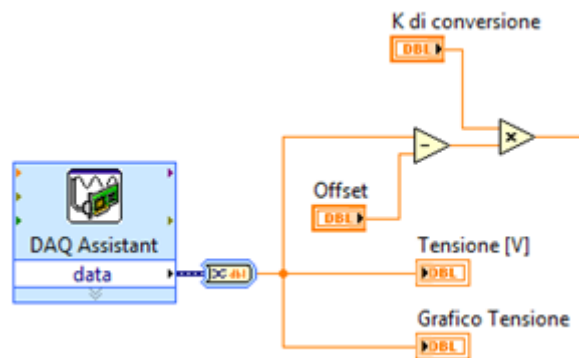 K di conversione
DBL
-
x
Offset
DBL
DAQ Assistant
data
dbl
Tensione [V]
DBL
Grafico Tensione
DBL